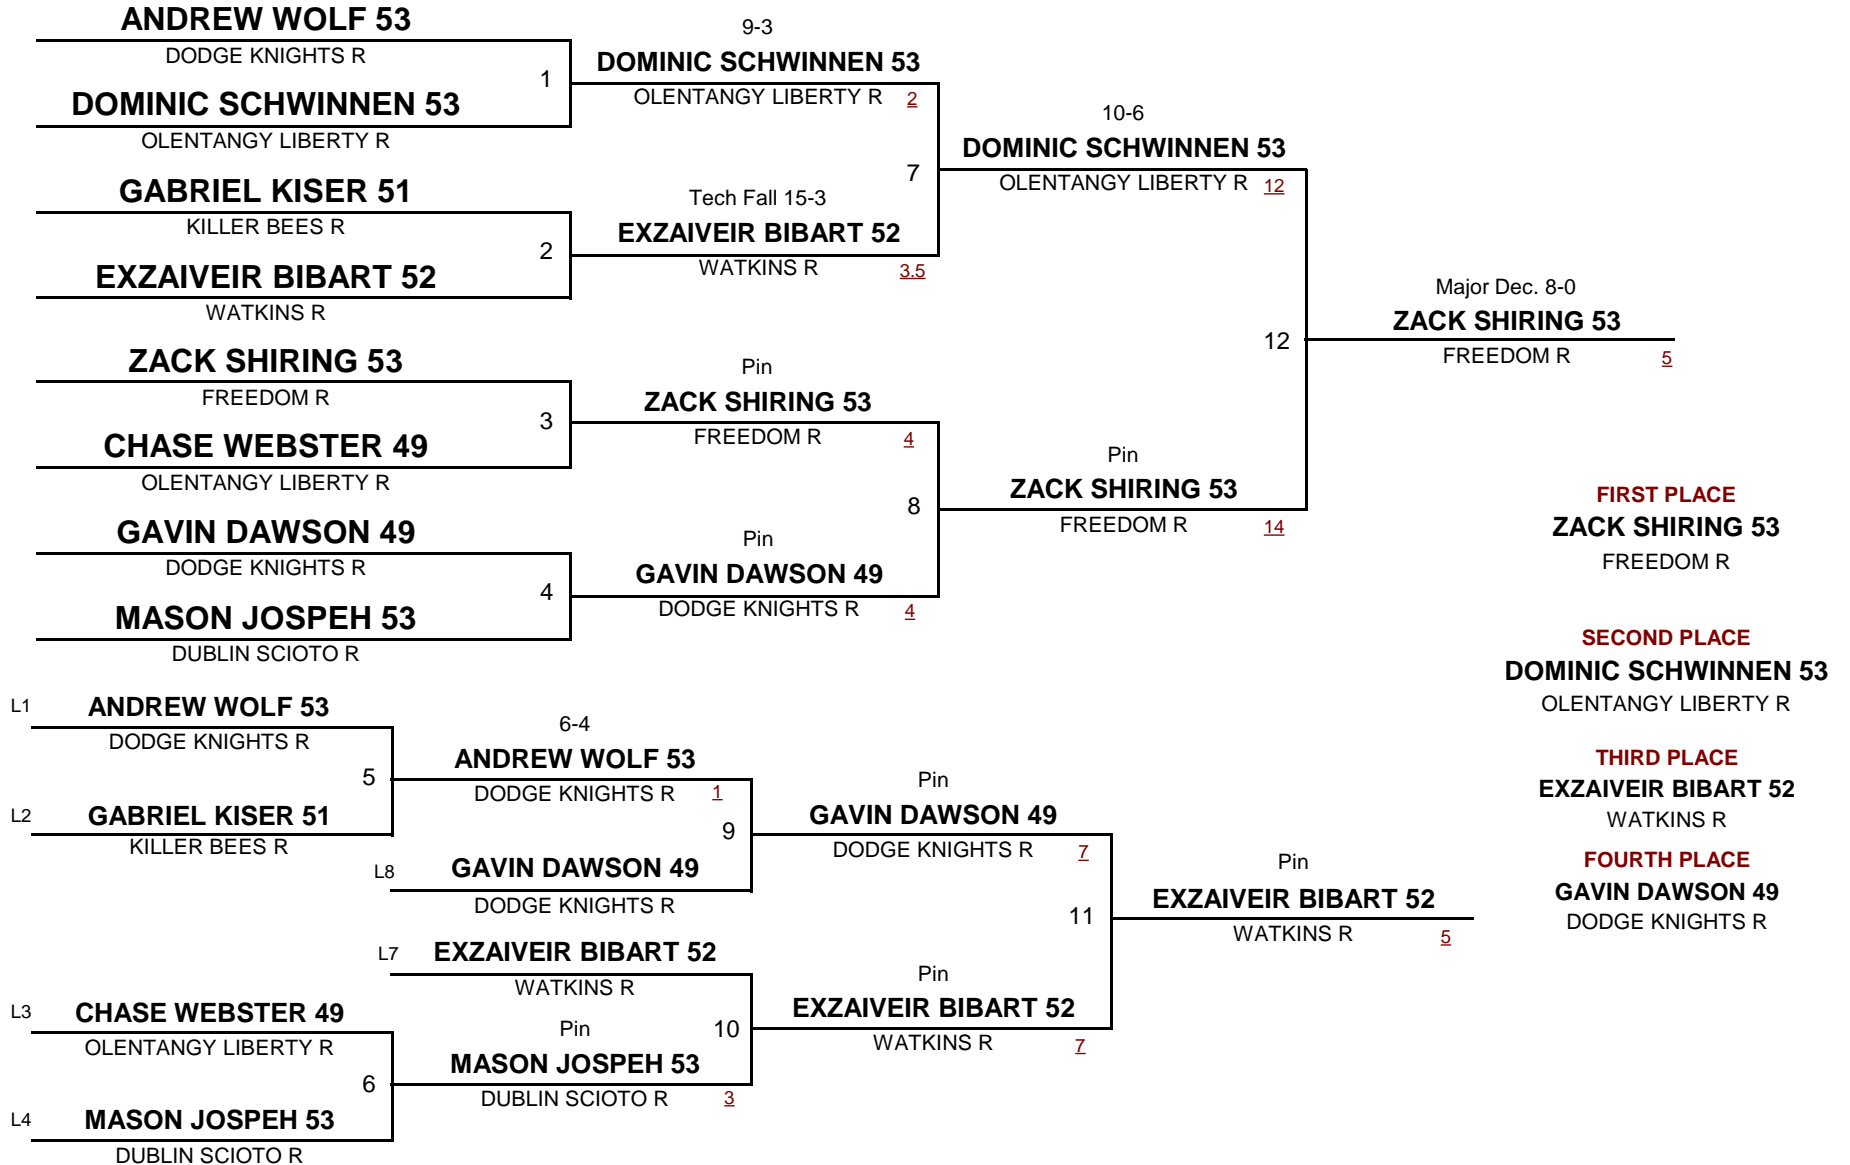 ANDREW WOLF 53
DODGE KNIGHTS R
1
DOMINIC SCHWINNEN 53
OLENTANGY LIBERTY R
GABRIEL KISER 51
KILLER BEES R
2
EXZAIVEIR BIBART 52
WATKINS R
ZACK SHIRING 53
FREEDOM R
3
CHASE WEBSTER 49
OLENTANGY LIBERTY R
GAVIN DAWSON 49
DODGE KNIGHTS R
4
MASON JOSPEH 53
DUBLIN SCIOTO R
9-3
DOMINIC SCHWINNEN 53
OLENTANGY LIBERTY R 2
7
Tech Fall 15-3
EXZAIVEIR BIBART 52
WATKINS R 3.5
Pin
ZACK SHIRING 53
FREEDOM R 4
8
Pin
GAVIN DAWSON 49
DODGE KNIGHTS R 4
10-6
DOMINIC SCHWINNEN 53
OLENTANGY LIBERTY R 12
12
Pin
ZACK SHIRING 53
FREEDOM R 14
Major Dec. 8-0
ZACK SHIRING 53
FREEDOM R 5
FIRST PLACE
ZACK SHIRING 53
FREEDOM R
SECOND PLACE
DOMINIC SCHWINNEN 53
OLENTANGY LIBERTY R
THIRD PLACE
EXZAIVEIR BIBART 52
WATKINS R
FOURTH PLACE
GAVIN DAWSON 49
DODGE KNIGHTS R
L1 ANDREW WOLF 53
DODGE KNIGHTS R
5
L2 GABRIEL KISER 51
KILLER BEES R
L3 CHASE WEBSTER 49
OLENTANGY LIBERTY R
6
L4 MASON JOSPEH 53
DUBLIN SCIOTO R
6-4
ANDREW WOLF 53
DODGE KNIGHTS R 1
9
L8 GAVIN DAWSON 49
DODGE KNIGHTS R
L7 EXZAIVEIR BIBART 52
WATKINS R
10
Pin
MASON JOSPEH 53
DUBLIN SCIOTO R 3
Pin
GAVIN DAWSON 49
DODGE KNIGHTS R 7
11
Pin
EXZAIVEIR BIBART 52
WATKINS R 7
Pin
EXZAIVEIR BIBART 52
WATKINS R 5